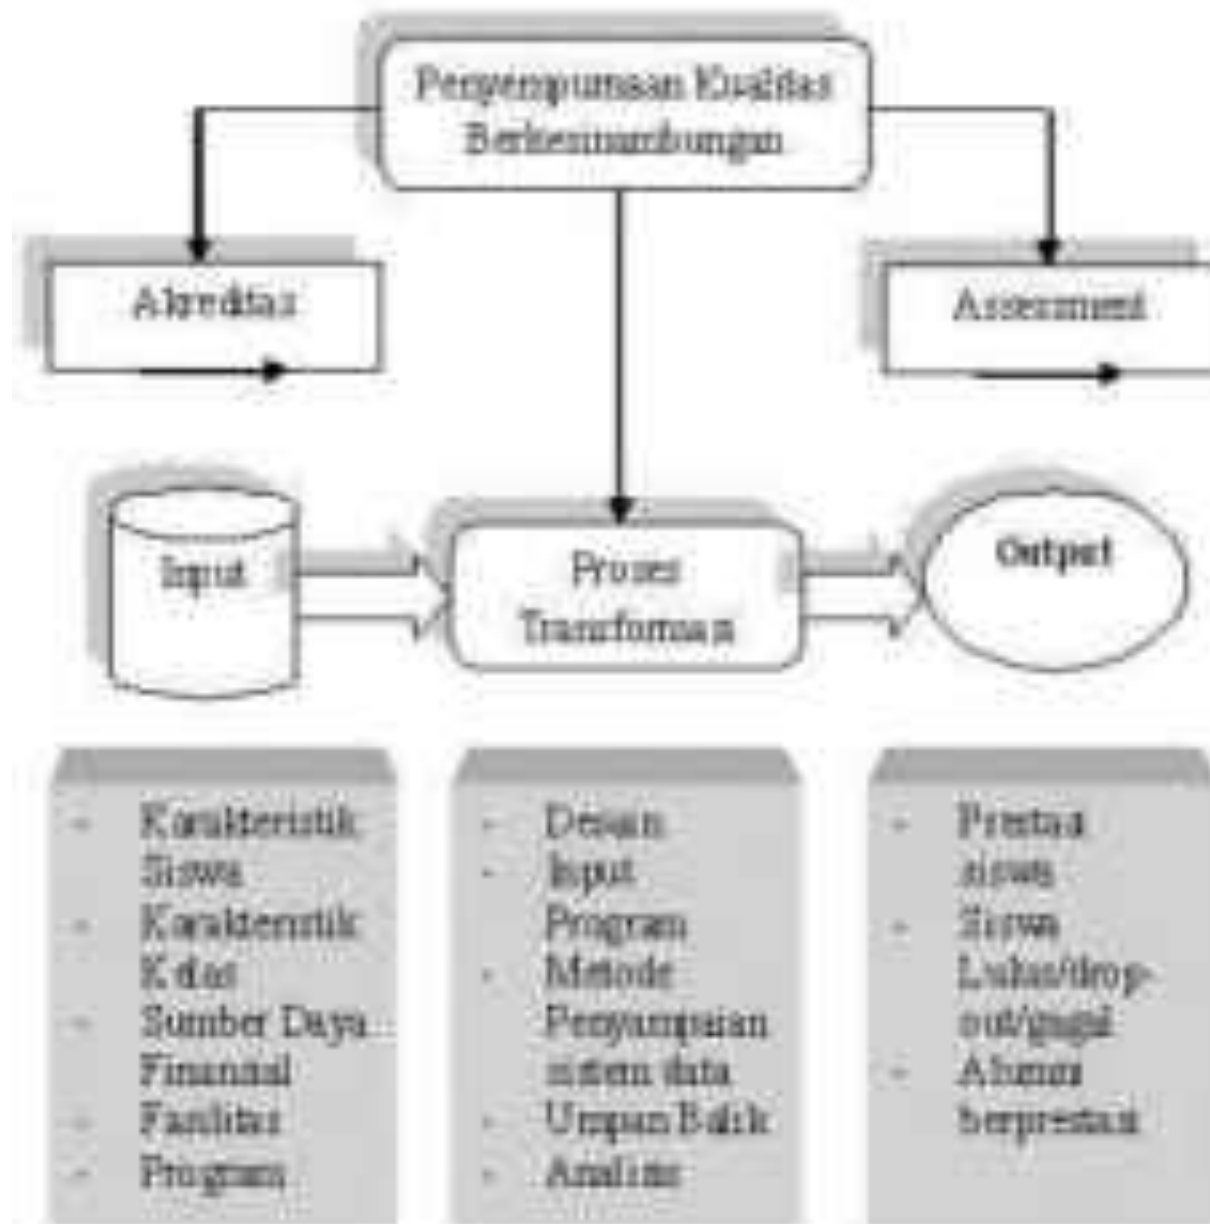 Penyempurnaan Kualitas
Berkesinambungan
Akreditas
Assessment
Input
Proses
Transformasi
Output
- Karakteristik
Siswa
- Karakteristik
Kelas
- Sumber Daya
Finansial
- Fasilitas
- Program
- Desain
- Input
Program
- Metode
Penyampaian
sistem data
- Umpan Balik
- Analisis
- Prestasi
siswa
- Siswa
Lulus/drop-
out/gagal
- Alumni
berprestasi